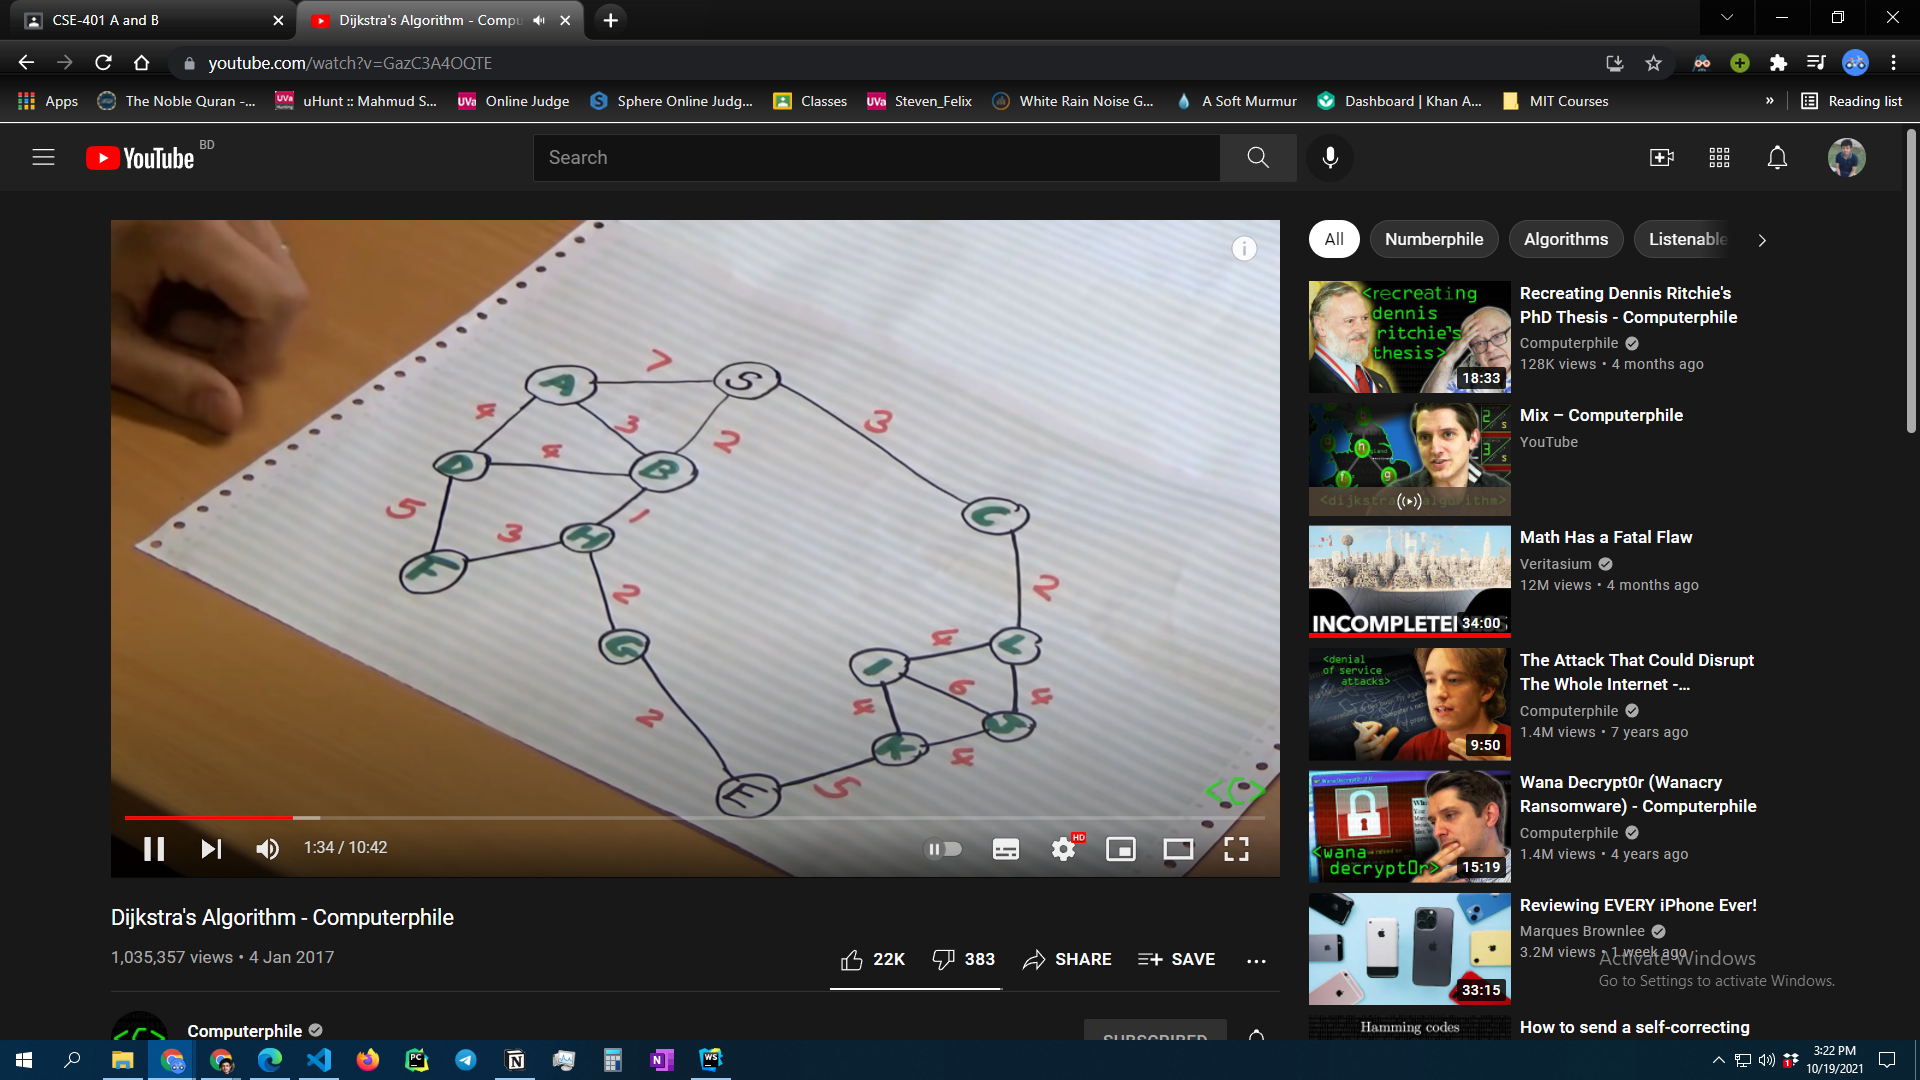 CSE-401 A and B
Dijkstra's Algorithm - Compu
youtube.com/watch?v=GazC3A4OQTE
Apps
The Noble Quran -...
UVa
uHunt :: Mahmud S...
UVa
Online Judge
Sphere Online Judg...
Classes
UVa
Steven_Felix
White Rain Noise G...
A Soft Murmur
Dashboard | Khan A...
MIT Courses
»
Reading list
YouTube BD
Search
A
7
S
4
3
2
3
D
4
B
5
1
C
3
H
F
2
2
G
4
L
I
6
4
4
J
2
K
4
5
E
<C>
1:34 / 10:42
HD
Dijkstra's Algorithm - Computerphile
1,035,357 views • 4 Jan 2017
22K
383
SHARE
SAVE
Computerphile
SUBSCRIBED
All
Numberphile
Algorithms
Listenable
<recreating
dennis
ritchie's
thesis>
18:33
Recreating Dennis Ritchie's
PhD Thesis - Computerphile
Computerphile
128K views • 4 months ago
<dijkstra's algorithm>
Mix – Computerphile
YouTube
34:00
Math Has a Fatal Flaw
Veritasium
12M views • 4 months ago
<denial
of service
attacks>
9:50
The Attack That Could Disrupt
The Whole Internet -...
Computerphile
1.4M views • 7 years ago
<wana
decrypt0r>
15:19
Wana Decrypt0r (Wanacry
Ransomware) - Computerphile
Computerphile
1.4M views • 4 years ago
33:15
Reviewing EVERY iPhone Ever!
Marques Brownlee
3.2M views • 1 week ago
Activate Windows
Go to Settings to activate Windows.
Hamming codes
How to send a self-correcting
3:22 PM
10/19/2021